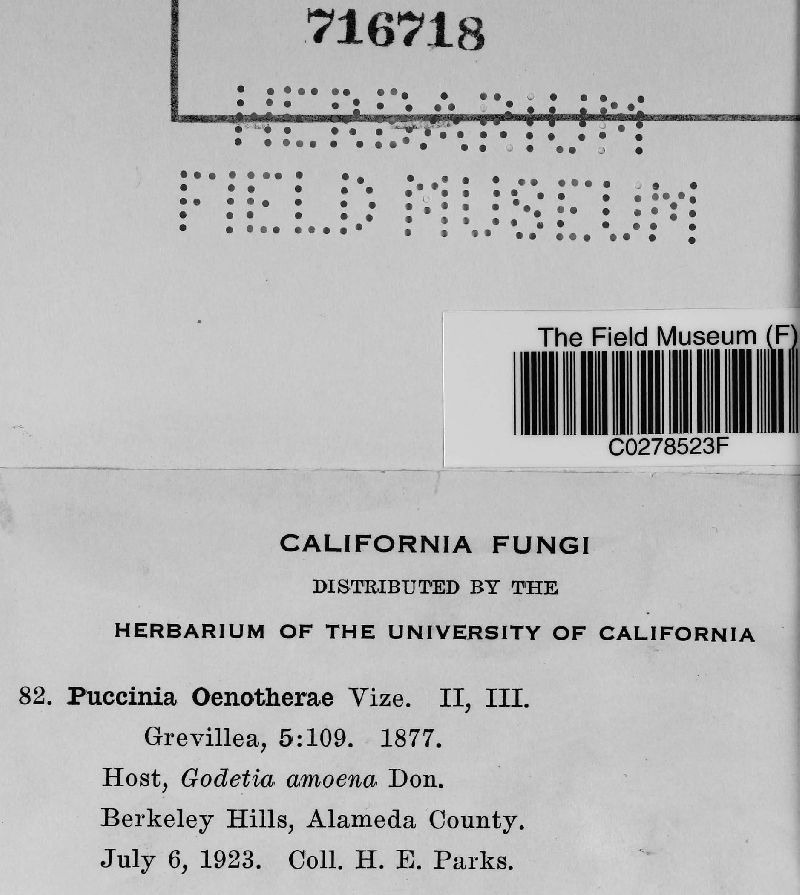 716718
HERBARIUM
FIELD MUSEUM
The Field Museum (F)
C0278523F
CALIFORNIA FUNGI
DISTRIBUTED BY THE
HERBARIUM OF THE UNIVERSITY OF CALIFORNIA
82. Puccinia Oenotherae Vize. II, III.
Grevillea, 5:109. 1877.
Host, Godetia amoena Don.
Berkeley Hills, Alameda County.
July 6, 1923. Coll. H. E. Parks.